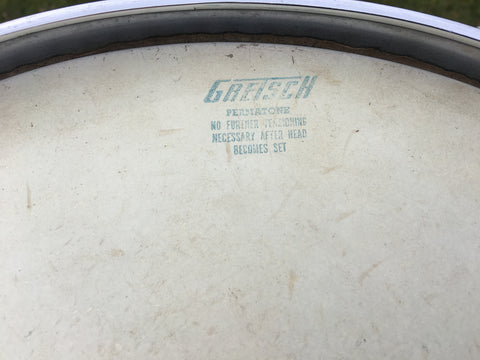 GRETSCH
PERMATONE
NO FURTHER TENSIONING
NECESSARY AFTER HEAD
BECOMES SET